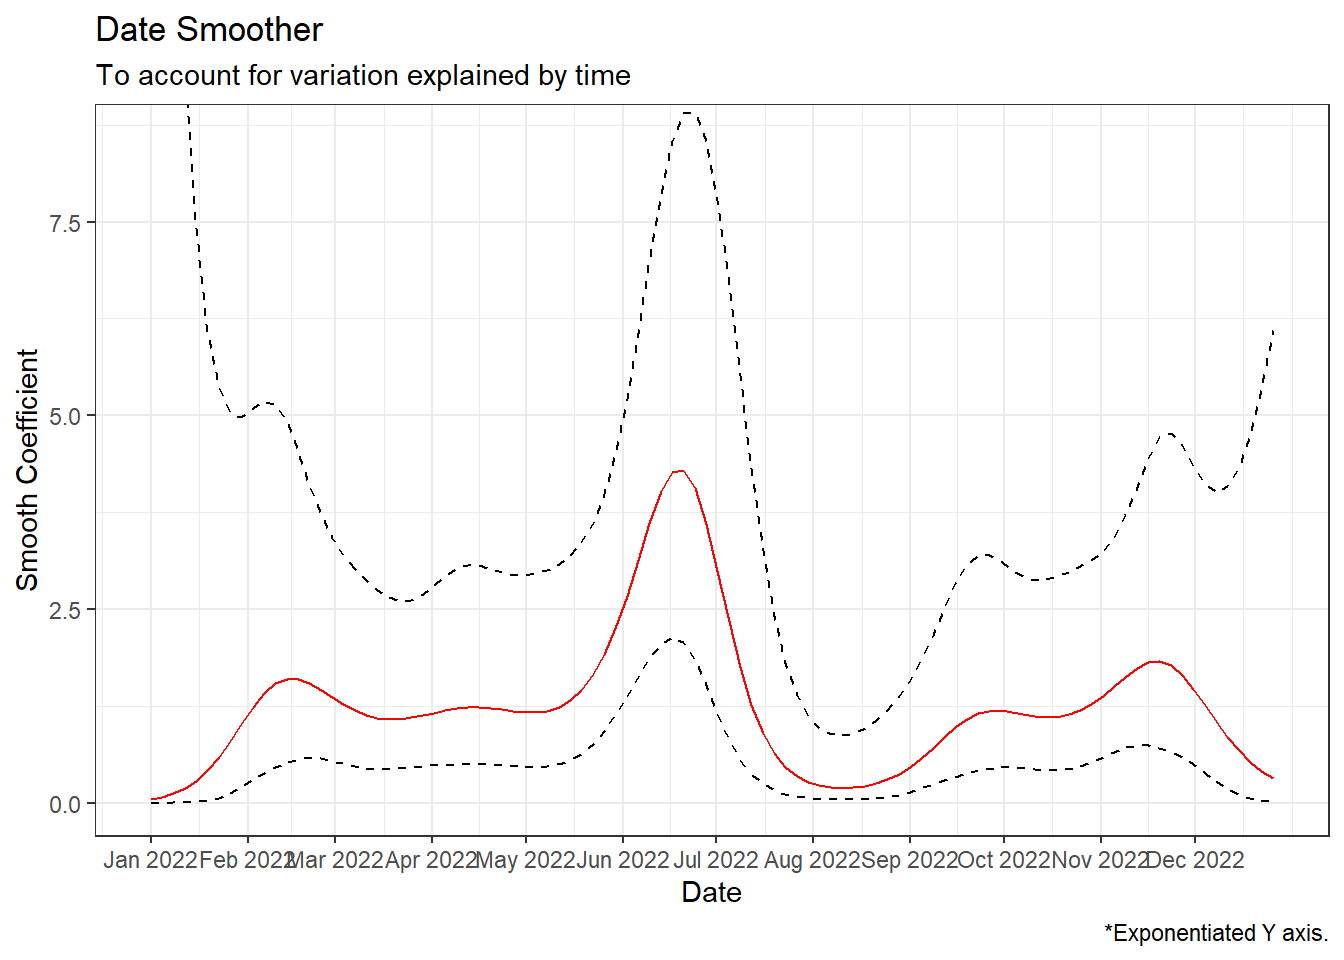 Date Smoother
To account for variation explained by time
Smooth Coefficient
7.5
5.0
2.5
0.0
Jan 2022 Feb 2022 Mar 2022 Apr 2022 May 2022 Jun 2022 Jul 2022 Aug 2022 Sep 2022 Oct 2022 Nov 2022 Dec 2022
Date
*Exponentiated Y axis.